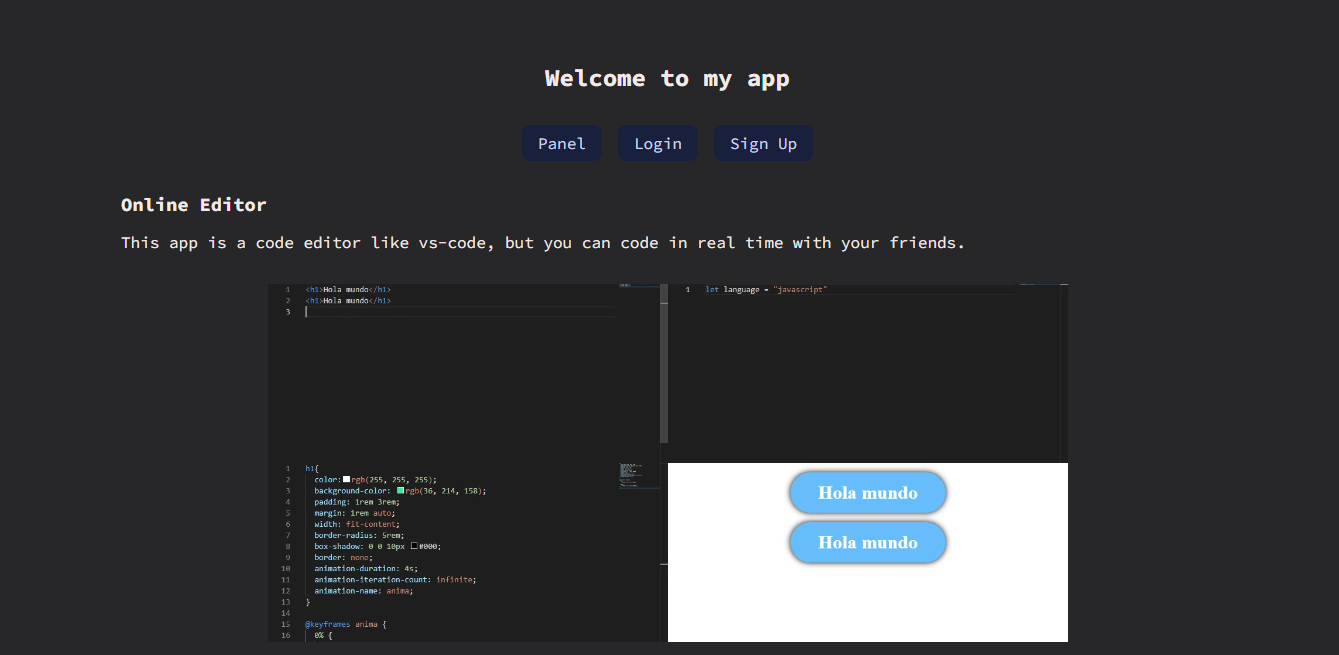 Welcome to my app
Panel Login Sign Up
Online Editor
This app is a code editor like vs-code, but you can code in real time with your friends.
1 <h1>Hola mundo</h1>
2 <h1>Hola mundo</h1>
3
1 let language = "javascript"
1 h1{
2 color: rgb(255, 255, 255);
3 background-color: rgb(36, 214, 158);
4 padding: 1rem 3rem;
5 margin: 1rem auto;
6 width: fit-content;
7 border-radius: 5rem;
8 box-shadow: 0 0 10px #000;
9 border: none;
10 animation-duration: 4s;
11 animation-iteration-count: infinite;
12 animation-name: anima;
13 }
14
15 @keyframes anima {
16 0% {
Hola mundo
Hola mundo